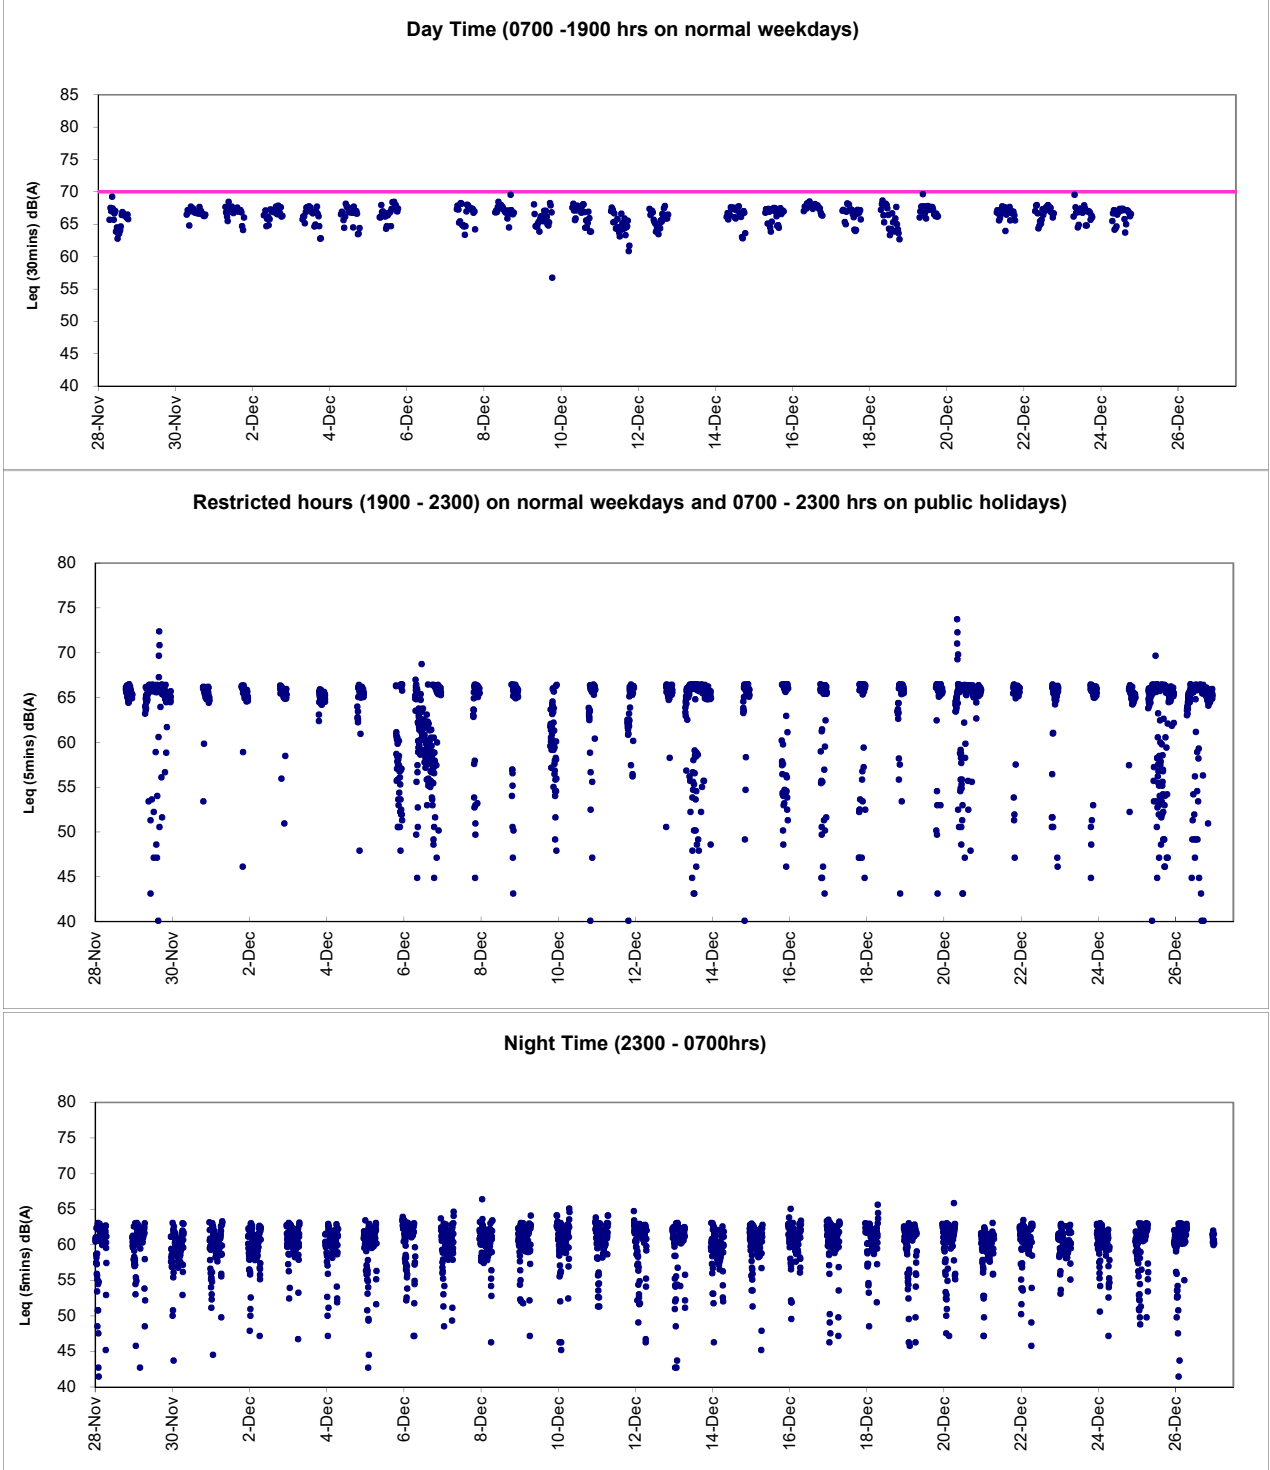 Day Time (0700 -1900 hrs on normal weekdays)
Leq (30mins) dB(A)
85
80
75
70
65
60
55
50
45
40
28-Nov
30-Nov
2-Dec
4-Dec
6-Dec
8-Dec
10-Dec
12-Dec
14-Dec
16-Dec
18-Dec
20-Dec
22-Dec
24-Dec
26-Dec
Restricted hours (1900 - 2300) on normal weekdays and 0700 - 2300 hrs on public holidays)
Leq (5mins) dB(A)
80
75
70
65
60
55
50
45
40
28-Nov
30-Nov
2-Dec
4-Dec
6-Dec
8-Dec
10-Dec
12-Dec
14-Dec
16-Dec
18-Dec
20-Dec
22-Dec
24-Dec
26-Dec
Night Time (2300 - 0700hrs)
Leq (5mins) dB(A)
80
75
70
65
60
55
50
45
40
28-Nov
30-Nov
2-Dec
4-Dec
6-Dec
8-Dec
10-Dec
12-Dec
14-Dec
16-Dec
18-Dec
20-Dec
22-Dec
24-Dec
26-Dec